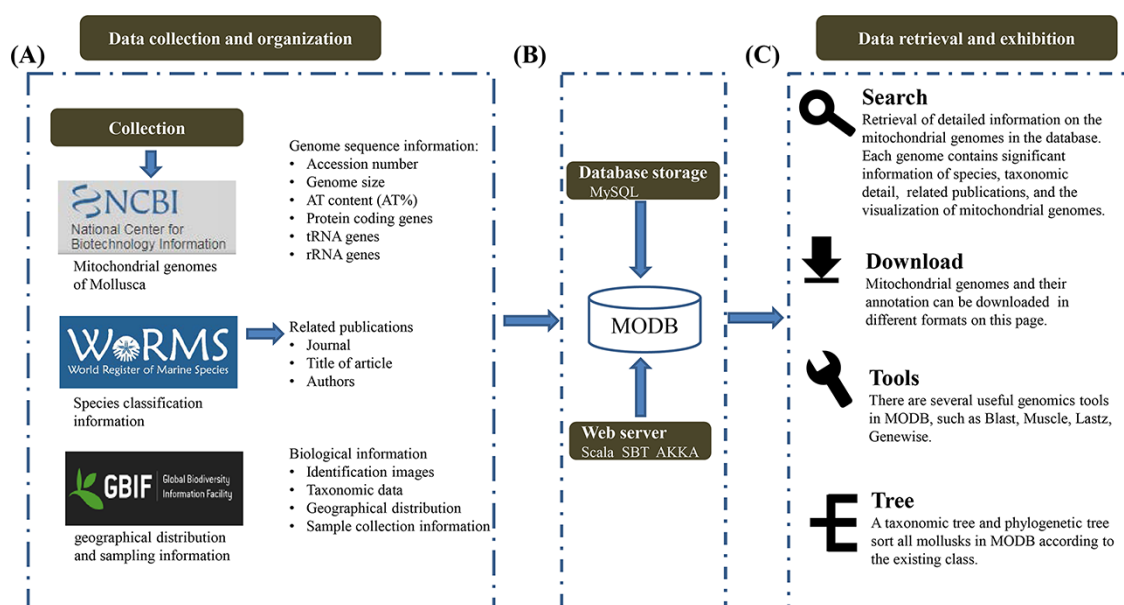 Data collection and organization
(A)
Collection
NCBI
National Center for
Biotechnology Information
Mitochondrial genomes
of Mollusca
WoRMS
World Register of Marine Species
Species classification
information
GBIF
Global Biodiversity
Information Facility
geographical distribution
and sampling information
Genome sequence information:
• Accession number
• Genome size
• AT content (AT%)
• Protein coding genes
• tRNA genes
• rRNA genes
Related publications
• Journal
• Title of article
• Authors
Biological information
• Identification images
• Taxonomic data
• Geographical distribution
• Sample collection information
(B)
Database storage
MySQL
MODB
Web server
Scala SBT AKKA
Data retrieval and exhibition
(C)
Search
Retrieval of detailed information on the
mitochondrial genomes in the database.
Each genome contains significant
information of species, taxonomic
detail, related publications, and the
visualization of mitochondrial genomes.
Download
Mitochondrial genomes and their
annotation can be downloaded in
different formats on this page.
Tools
There are several useful genomics tools
in MODB, such as Blast, Muscle, Lastz,
Genewise.
Tree
A taxonomic tree and phylogenetic tree
sort all mollusks in MODB according to
the existing class.